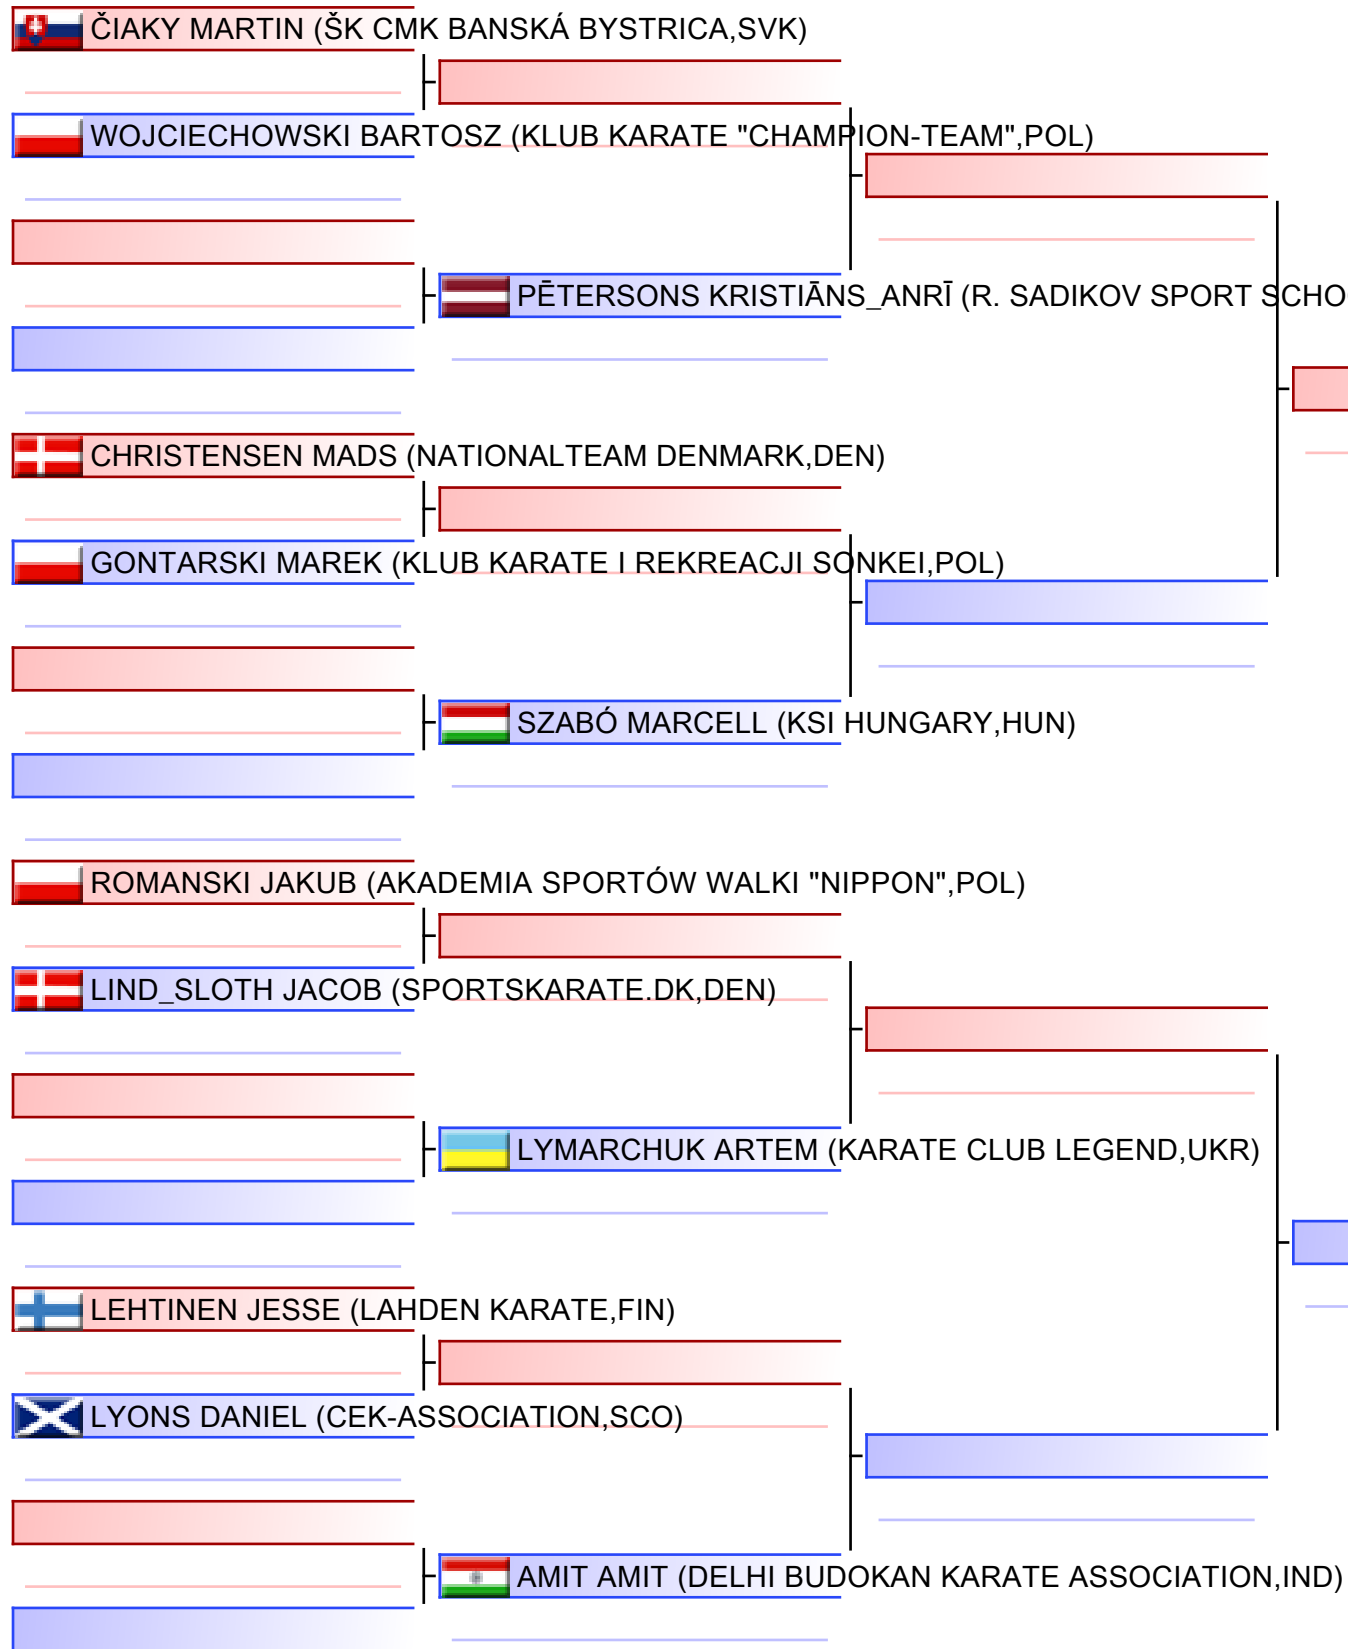 ČIAKY MARTIN (ŠK CMK BANSKÁ BYSTRICA,SVK)
WOJCIECHOWSKI BARTOSZ (KLUB KARATE "CHAMPION-TEAM",POL)
PĒTERSONS KRISTIĀNS_ANRĪ (R. SADIKOV SPORT
CHRISTENSEN MADS (NATIONALTEAM DENMARK,DEN)
GONTARSKI MAREK (KLUB KARATE I REKREACJI SONKEI,POL)
SZABÓ MARCELL (KSI HUNGARY,HUN)
ROMANSKI JAKUB (AKADEMIA SPORTÓW WALKI "NIPPON",POL)
LIND_SLOTH JACOB (SPORTSKARATE.DK,DEN)
LYMARCHUK ARTEM (KARATE CLUB LEGEND,UKR)
LEHTINEN JESSE (LAHDEN KARATE,FIN)
LYONS DANIEL (CEK-ASSOCIATION,SCO)
AMIT AMIT (DELHI BUDOKAN KARATE ASSOCIATION,IND)